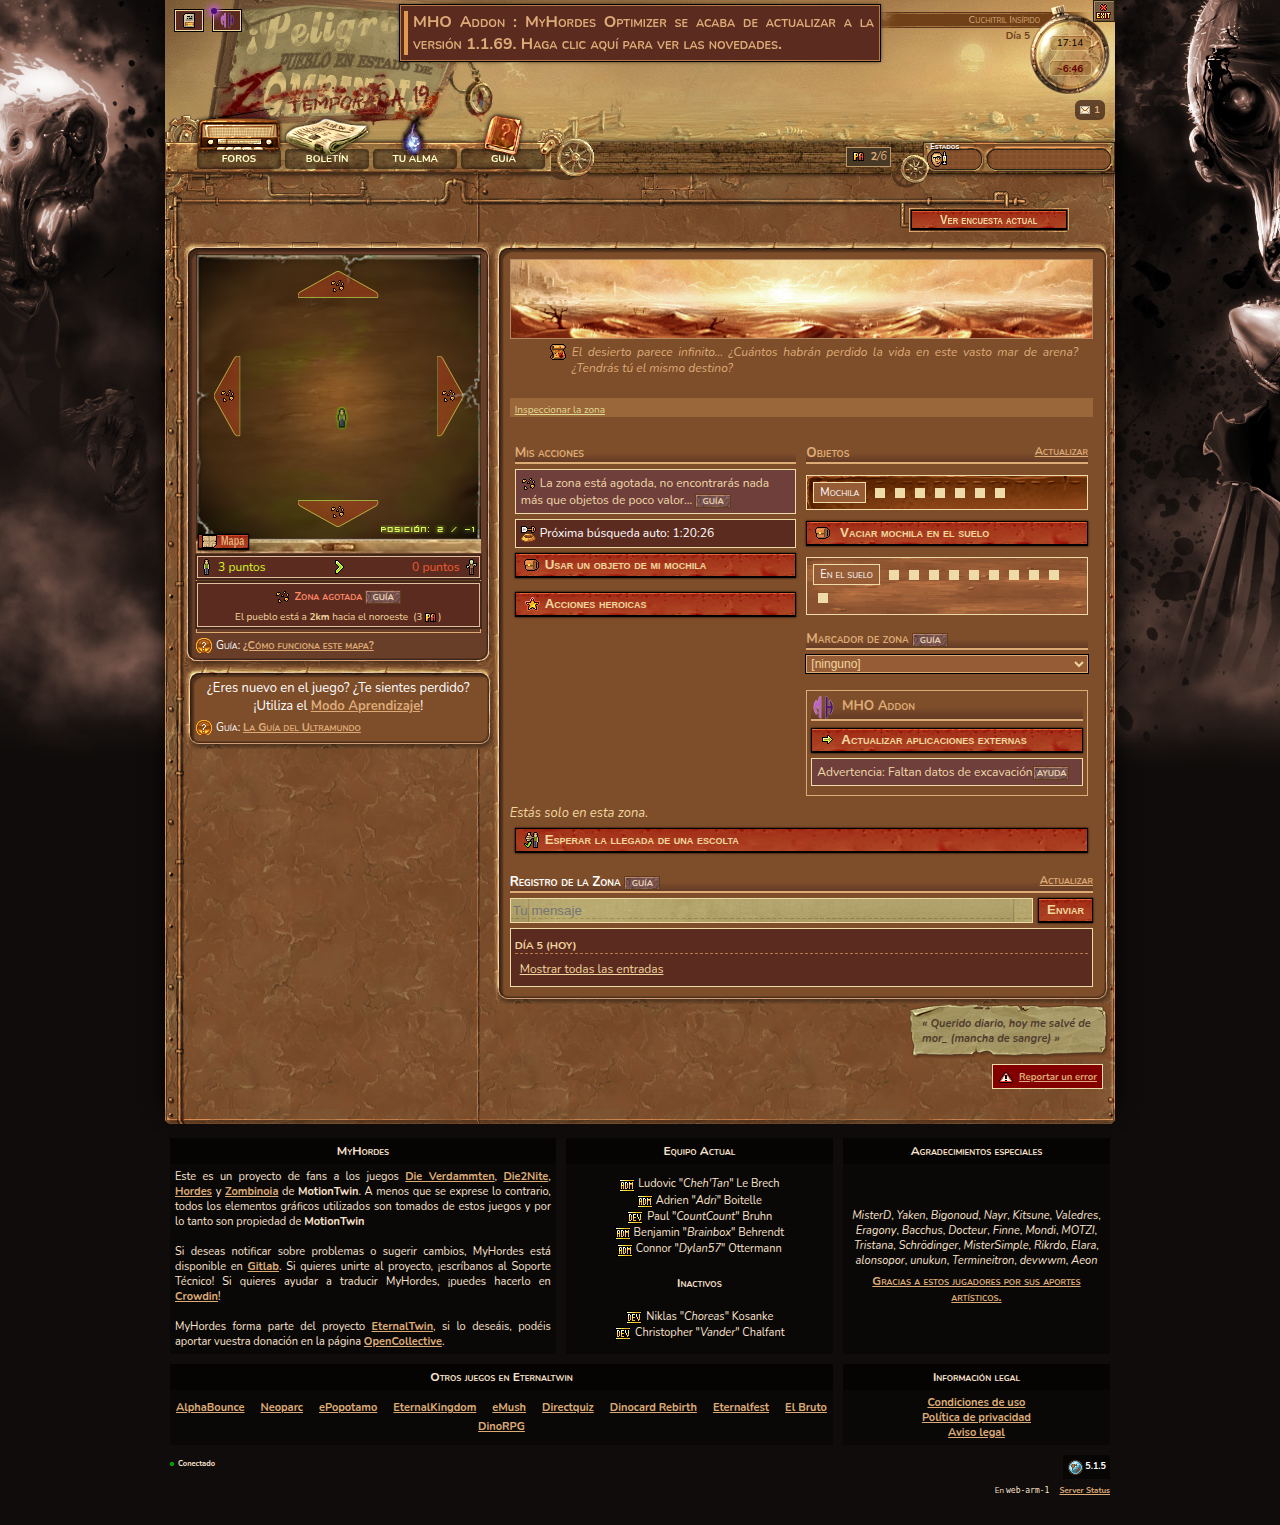 MHO Addon : MyHordes Optimizer se acaba de actualizar a la
versión 1.1.69. Haga clic aquí para ver las novedades.
¡Peligro
PUEBLO EN ESTADO DE
ZOMBINOIA
TEMPORADA 19
Cuchitril Insípido
Día 5
17:14
~6:46
EXIT
1
FOROS
BOLETÍN
TU ALMA
GUÍA
PA 2/6
Estados
Ver encuesta actual
POSICIÓN: 2 / -1
Mapa
3 puntos
0 puntos
Zona agotada GUÍA
El pueblo está a 2km hacia el noroeste (3 PA)
Guía: ¿Cómo funciona este mapa?
¿Eres nuevo en el juego? ¿Te sientes perdido?
¡Utiliza el Modo Aprendizaje!
Guía: La Guía del Ultramundo
El desierto parece infinito... ¿Cuántos habrán perdido la vida en este vasto mar de arena?
¿Tendrás tú el mismo destino?
Inspeccionar la zona
Mis acciones
La zona está agotada, no encontrarás nada
más que objetos de poco valor... GUÍA
Próxima búsqueda auto: 1:20:26
Usar un objeto de mi mochila
Acciones heroicas
Objetos
Actualizar
Mochila
Vaciar mochila en el suelo
En el suelo
Marcador de zona GUÍA
[ninguno]
MHO Addon
Actualizar aplicaciones externas
Advertencia: Faltan datos de excavación AYUDA
Estás solo en esta zona.
Esperar la llegada de una escolta
Registro de la Zona GUÍA
Actualizar
Tu mensaje
Enviar
DÍA 5 (HOY)
Mostrar todas las entradas
« Querido diario, hoy me salvé de
mor_ (mancha de sangre) »
Reportar un error
MyHordes
Este es un proyecto de fans a los juegos Die Verdammten, Die2Nite,
Hordes y Zombinoia de MotionTwin. A menos que se exprese lo contrario,
todos los elementos gráficos utilizados son tomados de estos juegos y por
lo tanto son propiedad de MotionTwin
Si deseas notificar sobre problemas o sugerir cambios, MyHordes está
disponible en Gitlab. Si quieres unirte al proyecto, ¡escríbanos al Soporte
Técnico! Si quieres ayudar a traducir MyHordes, ¡puedes hacerlo en
Crowdin!
MyHordes forma parte del proyecto EternalTwin, si lo deseáis, podéis
aportar vuestra donación en la página OpenCollective.
Equipo Actual
ADM Ludovic "Cheh'Tan" Le Brech
ADM Adrien "Adri" Boitelle
DEV Paul "CountCount" Bruhn
ADM Benjamin "Brainbox" Behrendt
ADM Connor "Dylan57" Ottermann
Inactivos
DEV Niklas "Choreas" Kosanke
DEV Christopher "Vander" Chalfant
Agradecimientos especiales
MisterD, Yaken, Bigonoud, Nayr, Kitsune, Valedres,
Eragony, Bacchus, Docteur, Finne, Mondi, MOTZI,
Tristana, Schrödinger, MisterSimple, Rikrdo, Elara,
alonsopor, unukun, Termineitron, devwwm, Aeon
Gracias a estos jugadores por sus aportes
artísticos.
Otros juegos en Eternaltwin
AlphaBounce Neoparc ePopotamo EternalKingdom eMush Directquiz Dinocard Rebirth Eternalfest El Bruto
DinoRPG
Información legal
Condiciones de uso
Política de privacidad
Aviso legal
Conectado
5.1.5
En web-arm-1 Server Status